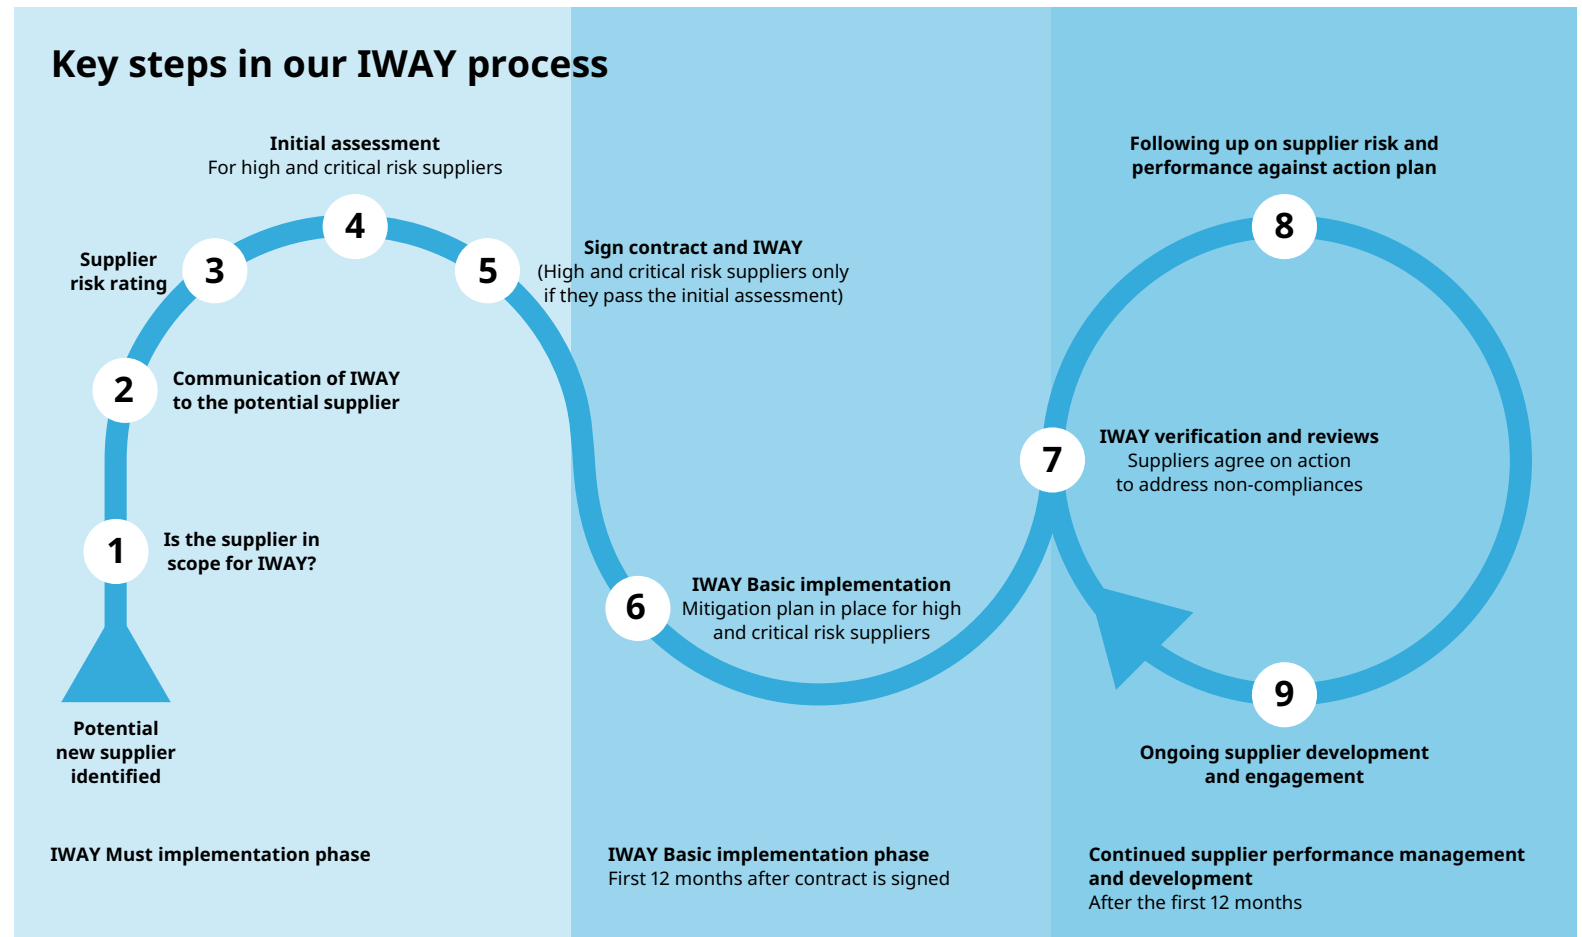 Key steps in our IWAY process
Potential
new supplier
identified
1
Is the supplier in
scope for IWAY?
2
Communication of IWAY
to the potential supplier
3
Supplier
risk rating
4
Initial assessment
For high and critical risk suppliers
5
Sign contract and IWAY
(High and critical risk suppliers only
if they pass the initial assessment)
6
IWAY Basic implementation
Mitigation plan in place for high
and critical risk suppliers
7
IWAY verification and reviews
Suppliers agree on action
to address non-compliances
8
Following up on supplier risk and
performance against action plan
9
Ongoing supplier development
and engagement
IWAY Must implementation phase
IWAY Basic implementation phase
First 12 months after contract is signed
Continued supplier performance management
and development
After the first 12 months